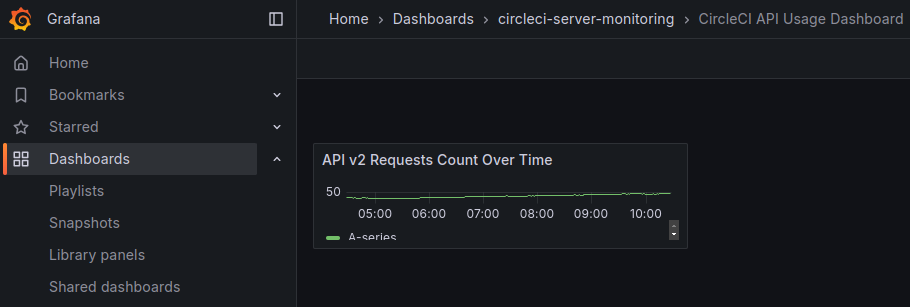 Grafana
Home › Dashboards › circleci-server-monitoring › CircleCI API Usage Dashboard
Home
Bookmarks
Starred
Dashboards
Playlists
Snapshots
Library panels
Shared dashboards
API v2 Requests Count Over Time
50
05:00 06:00 07:00 08:00 09:00 10:00
A-series